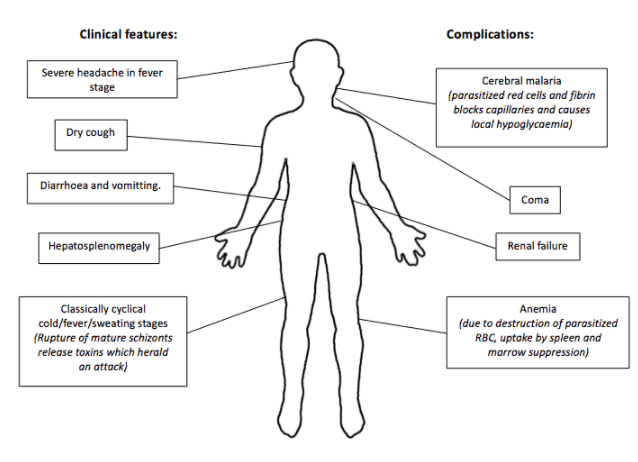 Clinical features:
Severe headache in fever
stage
Dry cough
Diarrhoea and vomitting.
Hepatosplenomegaly
Classically cyclical
cold/fever/sweating stages
(Rupture of mature schizonts
release toxins which herald
an attack)
Complications:
Cerebral malaria
(parasitized red cells and fibrin
blocks capillaries and causes
local hypoglycaemia)
Coma
Renal failure
Anemia
(due to destruction of parasitized
RBC, uptake by spleen and
marrow suppression)